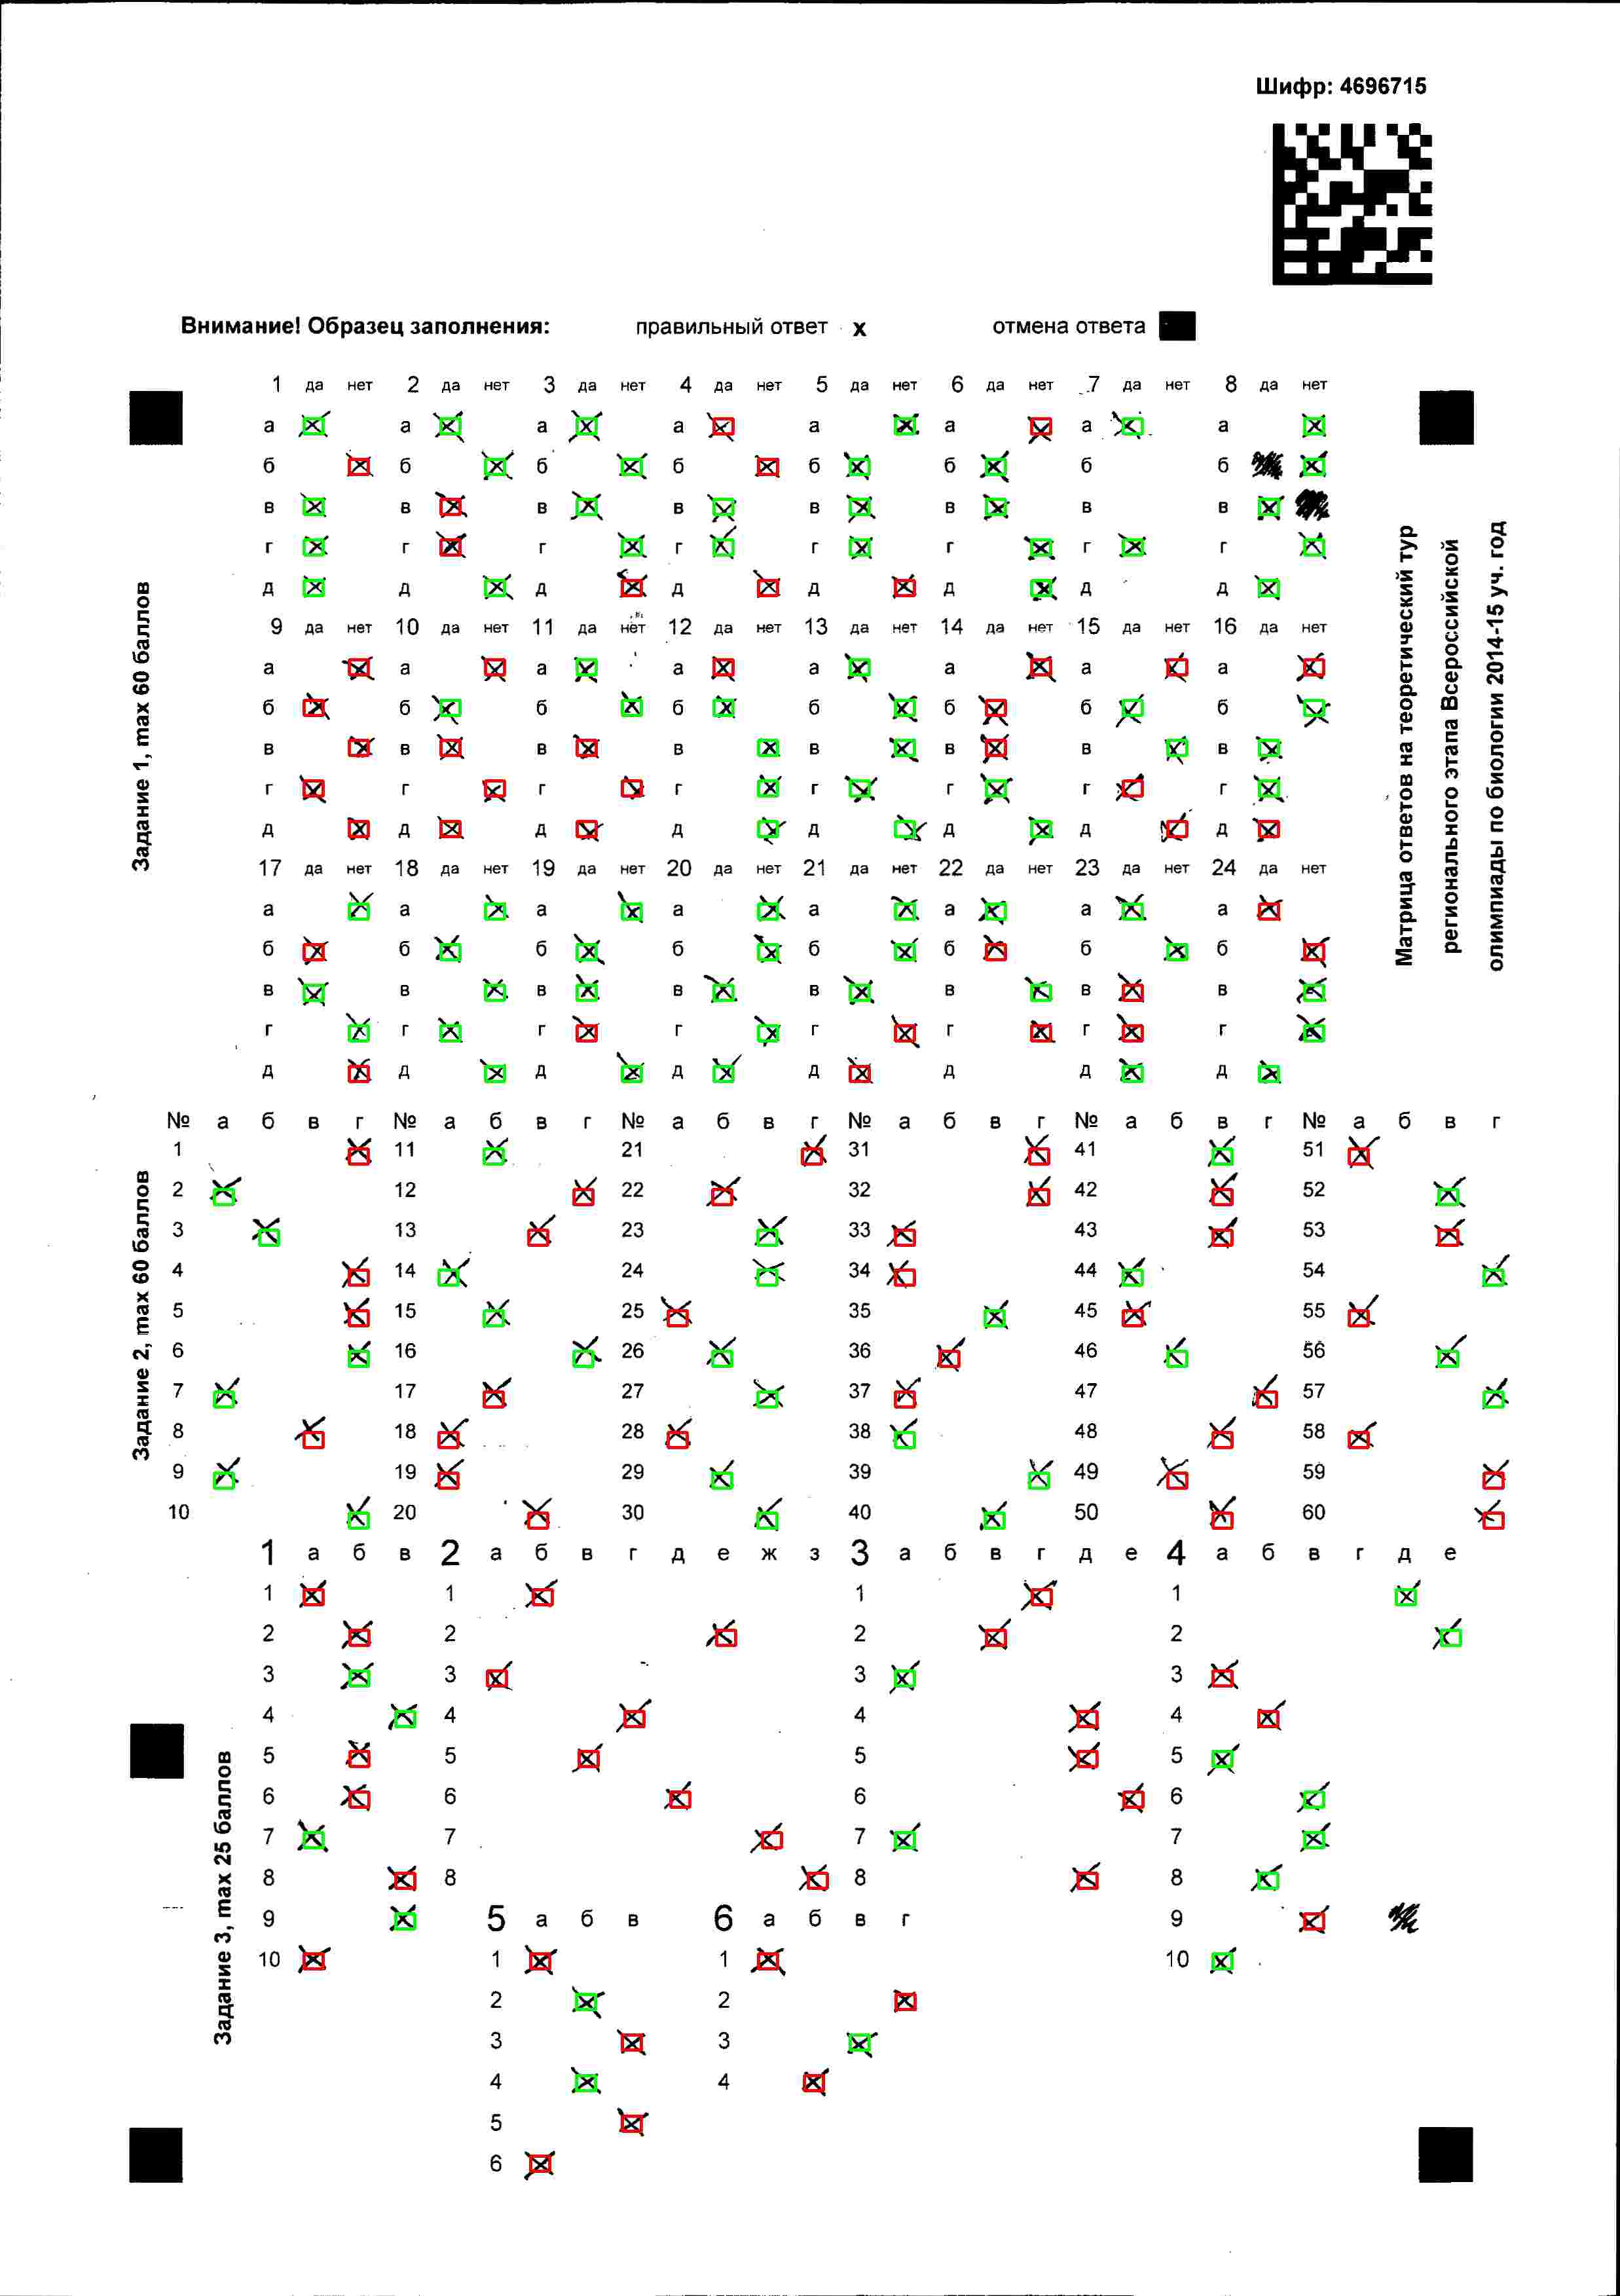 Шифр: 4696715
Внимание! Образец заполнения: правильный ответ x отмена ответа
Задание 1, max 60 баллов
1 да нет 2 да нет 3 да нет 4 да нет 5 да нет 6 да нет 7 да нет 8 да нет
а а а а а а а а
б б б б б б б б
в в в в в в в в
г г г г г г г г
д д д д д д д д
9 да нет 10 да нет 11 да нет 12 да нет 13 да нет 14 да нет 15 да нет 16 да нет
а а а а а а а а
б б б б б б б б
в в в в в в в в
г г г г г г г г
д д д д д д д д
17 да нет 18 да нет 19 да нет 20 да нет 21 да нет 22 да нет 23 да нет 24 да нет
а а а а а а а а
б б б б б б б б
в в в в в в в в
г г г г г г г г
д д д д д д д д
Матрица ответов на теоретический тур
регионального этапа Всероссийской
олимпиады по биологии 2014-15 уч. год
Задание 2, max 60 баллов
№ а б в г № а б в г № а б в г № а б в г № а б в г № а б в г
1 11 21 31 41 51
2 12 22 32 42 52
3 13 23 33 43 53
4 14 24 34 44 54
5 15 25 35 45 55
6 16 26 36 46 56
7 17 27 37 47 57
8 18 28 38 48 58
9 19 29 39 49 59
10 20 30 40 50 60
Задание 3, max 25 баллов
1 а б в 2 а б в г д е ж з 3 а б в г д е 4 а б в г д е
1 1 1 1
2 2 2 2
3 3 3 3
4 4 4 4
5 5 5 5
6 6 6 6
7 7 7 7
8 8 8 8
9 5 а б в 6 а б в г 9
10 1 1 10
2 2
3 3
4 4
5
6